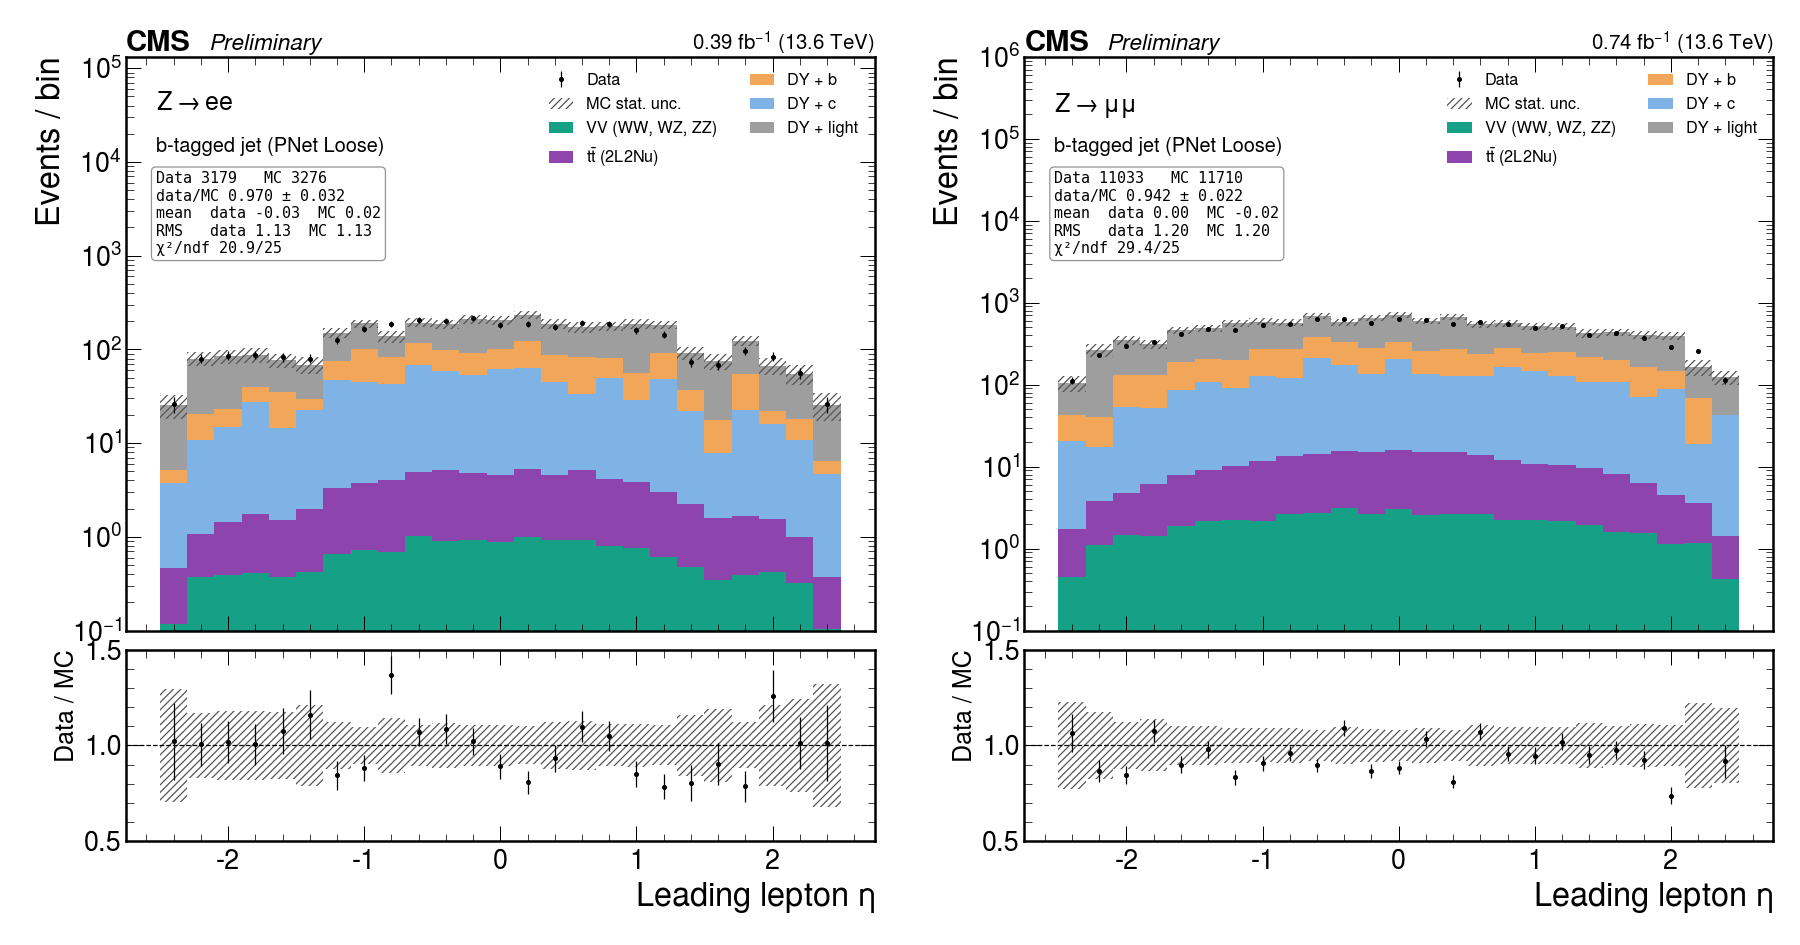 CMS Preliminary 0.39 fb⁻¹ (13.6 TeV)
Events / bin
10⁵
10⁴
10³
10²
10¹
10⁰
10⁻¹
Z → ee
b-tagged jet (PNet Loose)
Data 3179 MC 3276
data/MC 0.970 ± 0.032
mean data -0.03 MC 0.02
RMS data 1.13 MC 1.13
χ²/ndf 20.9/25
Data
MC stat. unc.
VV (WW, WZ, ZZ)
tt̄ (2L2Nu)
DY + b
DY + c
DY + light
Data / MC
1.5
1.0
0.5
-2 -1 0 1 2
Leading lepton η
CMS Preliminary 0.74 fb⁻¹ (13.6 TeV)
Events / bin
10⁶
10⁵
10⁴
10³
10²
10¹
10⁰
10⁻¹
Z → μμ
b-tagged jet (PNet Loose)
Data 11033 MC 11710
data/MC 0.942 ± 0.022
mean data 0.00 MC -0.02
RMS data 1.20 MC 1.20
χ²/ndf 29.4/25
Data
MC stat. unc.
VV (WW, WZ, ZZ)
tt̄ (2L2Nu)
DY + b
DY + c
DY + light
Data / MC
1.5
1.0
0.5
-2 -1 0 1 2
Leading lepton η